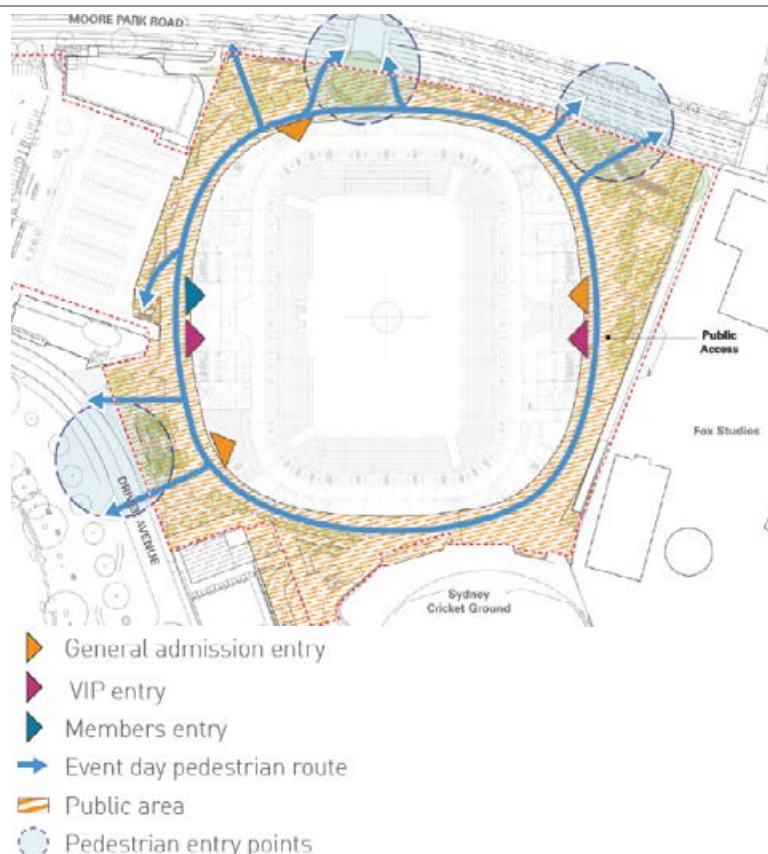 MOORE PARK ROAD
Public
Access
Fox Studios
DRIVER AVENUE
Sydney
Cricket Ground
General admission entry
VIP entry
Members entry
Event day pedestrian route
Public area
Pedestrian entry points